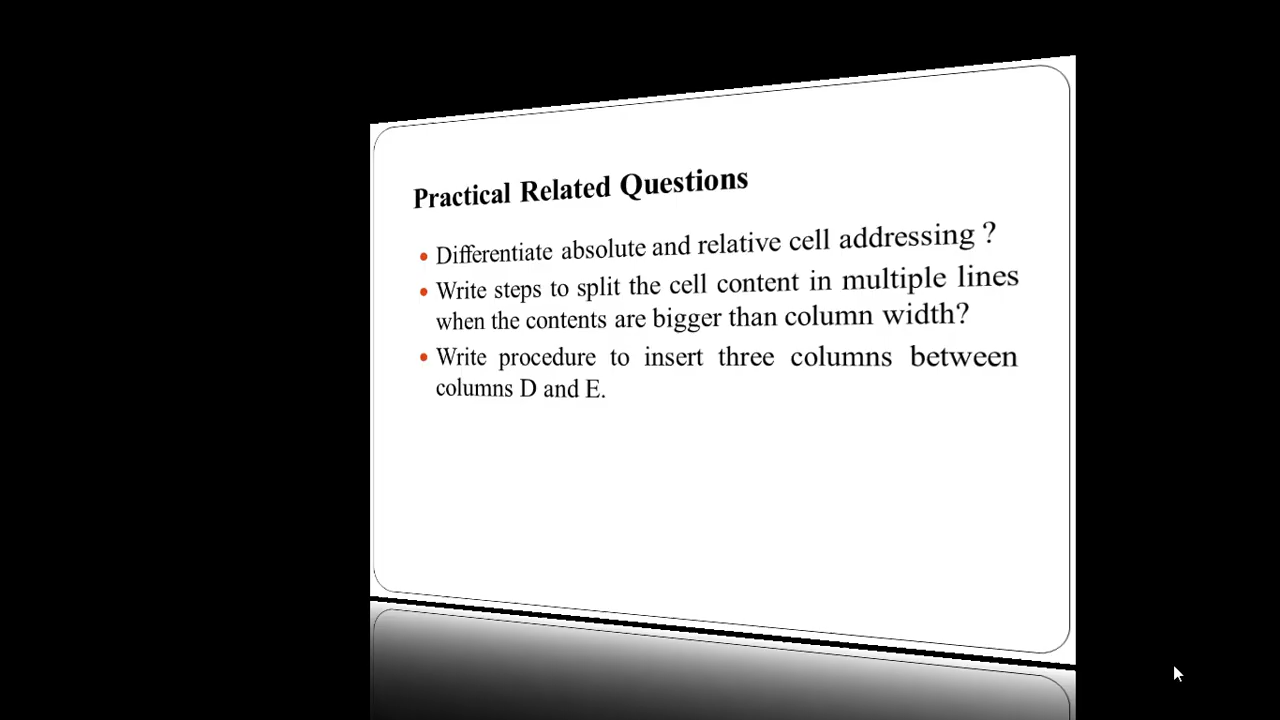 Practical Related Questions
• Differentiate absolute and relative cell addressing ?
• Write steps to split the cell content in multiple lines
when the contents are bigger than column width?
• Write procedure to insert three columns between
columns D and E.